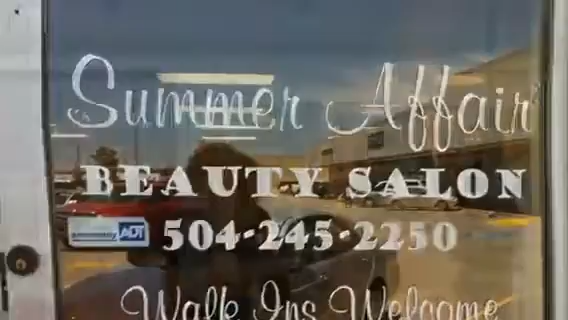 Summer Affair
BEAUTY SALON
ADT
504-245-2250
Walk Ins Welcome